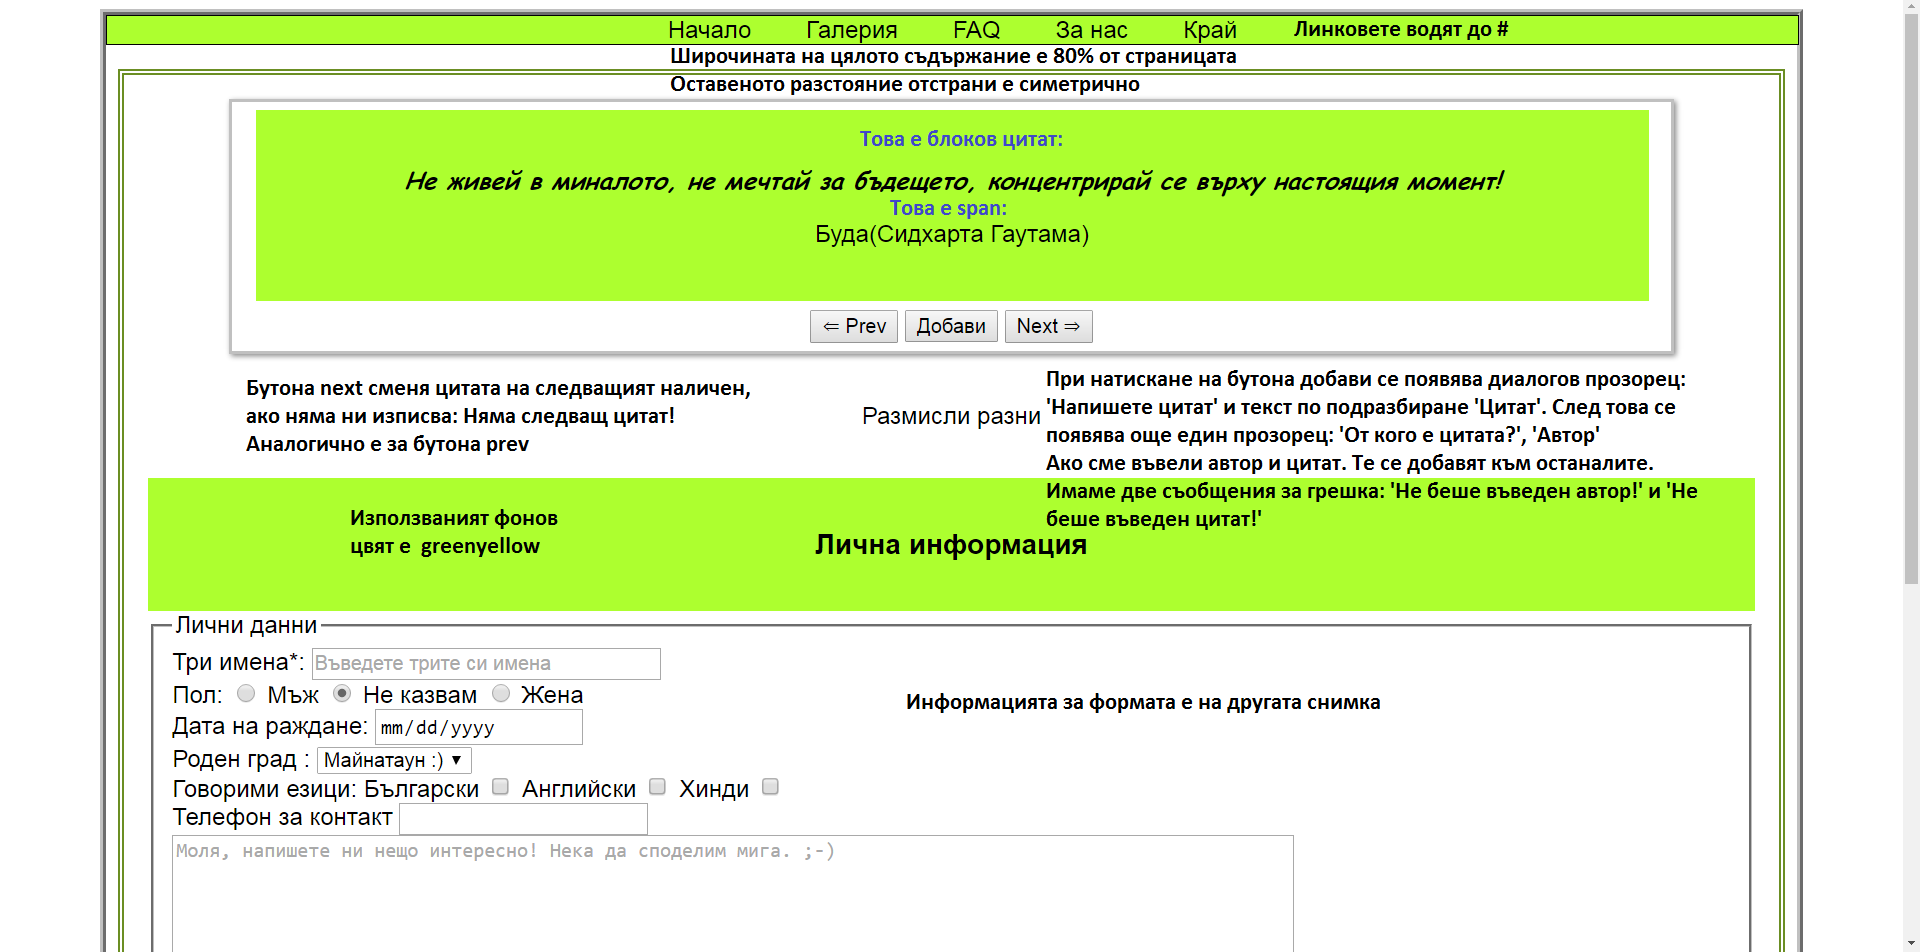 Начало Галерия FAQ За нас Край Линковете водят до #
Широчината на цялото съдържание е 80% от страницата
Оставеното разстояние отстрани е симетрично
Това е блоков цитат:
Не живей в миналото, не мечтай за бъдещето, концентрирай се върху настоящия момент!
Това е span:
Буда(Сидхарта Гаутама)
⇐ Prev Добави Next ⇒
Бутона next сменя цитата на следващият наличен,
ако няма ни изписва: Няма следващ цитат!
Аналогично е за бутона prev
Размисли разни
При натискане на бутона добави се появява диалогов прозорец:
'Напишете цитат' и текст по подразбиране 'Цитат'. След това се
появява още един прозорец: 'От кого е цитата?', 'Автор'
Ако сме въвели автор и цитат. Те се добавят към останалите.
Имаме две съобщения за грешка: 'Не беше въведен автор!' и 'Не
беше въведен цитат!'
Използваният фонов
цвят е greenyellow
Лична информация
Лични данни
Три имена*: Въведете трите си имена
Пол: Мъж Не казвам Жена
Информацията за формата е на другата снимка
Дата на раждане: mm/dd/yyyy
Роден град : Майнатаун :) ▼
Говорими езици: Български Английски Хинди
Телефон за контакт
Моля, напишете ни нещо интересно! Нека да споделим мига. ;-)